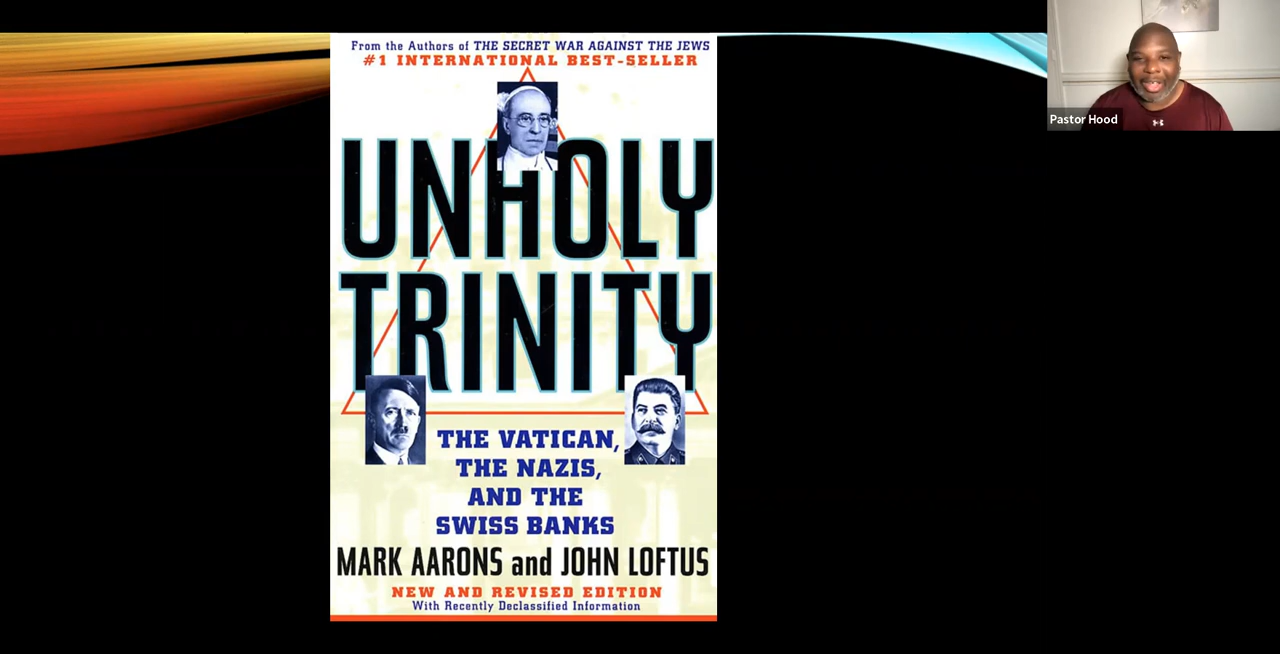 From the Authors of THE SECRET WAR AGAINST THE JEWS
#1 INTERNATIONAL BEST-SELLER
UNHOLY
TRINITY
THE VATICAN,
THE NAZIS,
AND THE
SWISS BANKS
MARK AARONS and JOHN LOFTUS
NEW AND REVISED EDITION
With Recently Declassified Information
Pastor Hood